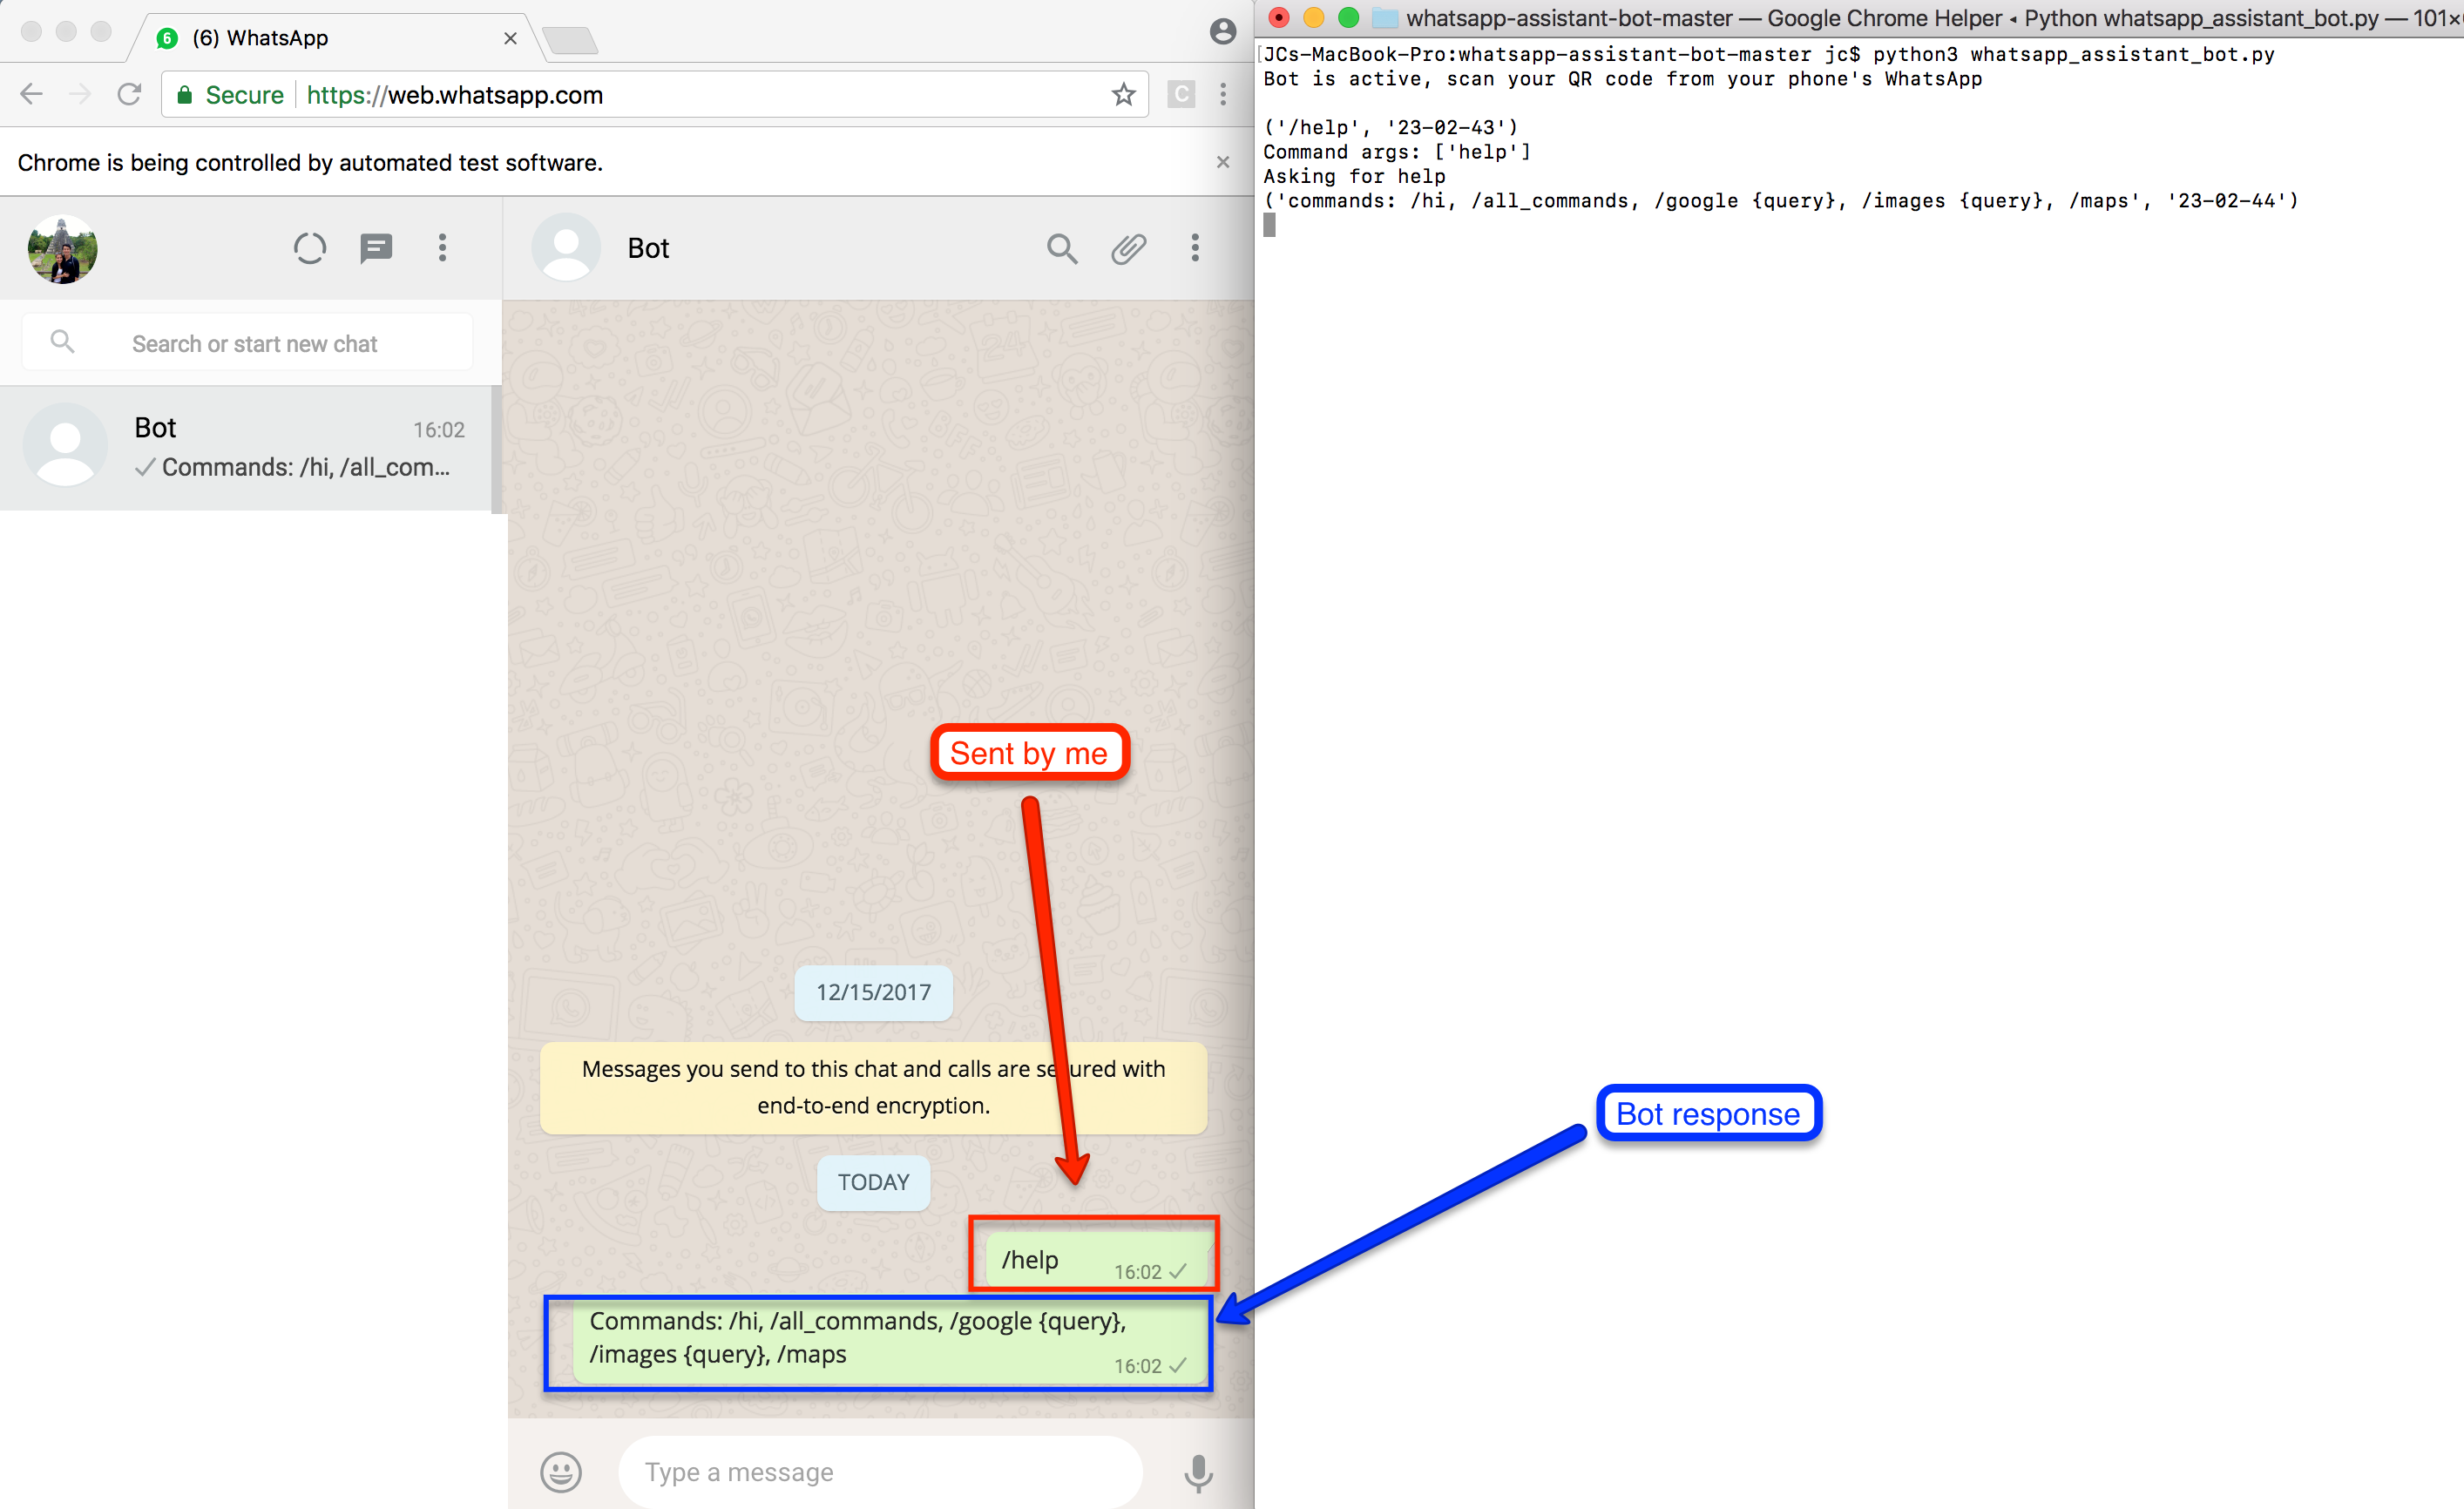 6 (6) WhatsApp
Secure https://web.whatsapp.com
C
Chrome is being controlled by automated test software.
Bot
Search or start new chat
Bot 16:02
Commands: /hi, /all_com...
Sent by me
12/15/2017
Messages you send to this chat and calls are secured with
end-to-end encryption.
TODAY
/help
16:02
Commands: /hi, /all_commands, /google {query},
/images {query}, /maps
16:02
Type a message
whatsapp-assistant-bot-master — Google Chrome Helper ◂ Python whatsapp_assistant_bot.py — 101×
[JCs-MacBook-Pro:whatsapp-assistant-bot-master jc$ python3 whatsapp_assistant_bot.py
Bot is active, scan your QR code from your phone's WhatsApp
('/help', '23-02-43')
Command args: ['help']
Asking for help
('commands: /hi, /all_commands, /google {query}, /images {query}, /maps', '23-02-44')
Bot response